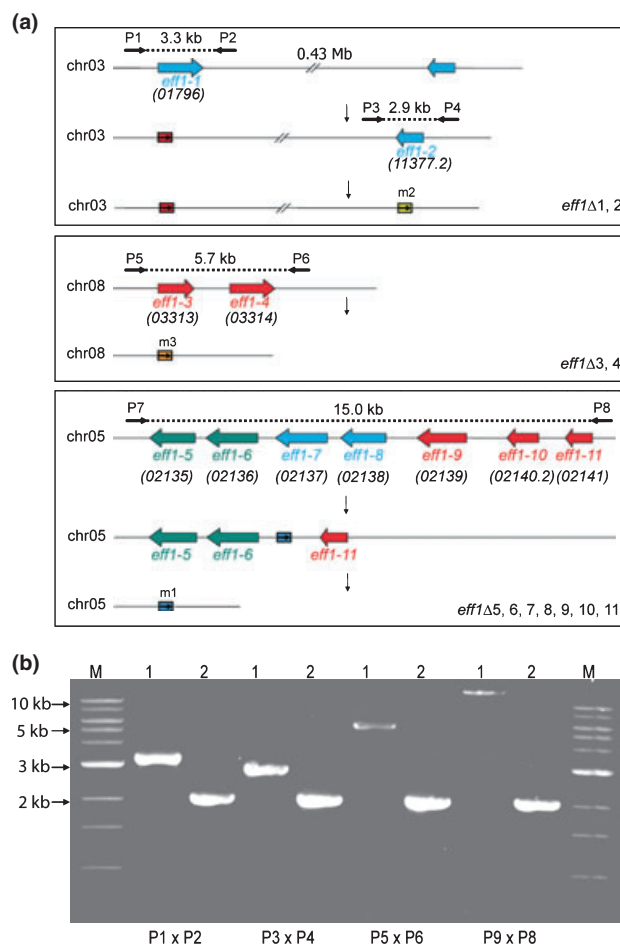 (a)
P1 3.3 kb P2
chr03 0.43 Mb
eff1-1
(01796)
P3 2.9 kb P4
chr03
eff1-2
(11377.2)
m2
chr03
eff1Δ1, 2
P5 5.7 kb P6
chr08
eff1-3 eff1-4
(03313) (03314)
m3
chr08
eff1Δ3, 4
P7 15.0 kb P8
chr05
eff1-5 eff1-6 eff1-7 eff1-8 eff1-9 eff1-10 eff1-11
(02135) (02136) (02137) (02138) (02139) (02140.2) (02141)
chr05
eff1-5 eff1-6 eff1-11
m1
chr05
eff1Δ5, 6, 7, 8, 9, 10, 11
(b)
M 1 2 1 2 1 2 1 2 M
10 kb
5 kb
3 kb
2 kb
P1 x P2 P3 x P4 P5 x P6 P9 x P8